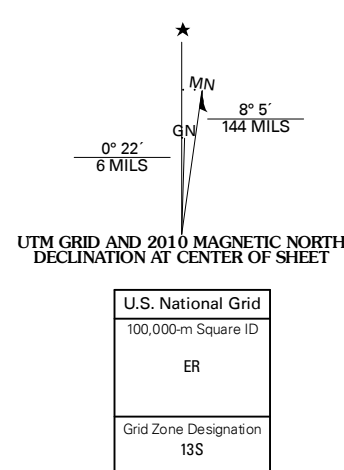 MN
8° 5´
144 MILS
GN
0° 22´
6 MILS
UTM GRID AND 2010 MAGNETIC NORTH
DECLINATION AT CENTER OF SHEET
U.S. National Grid
100,000-m Square ID
ER
Grid Zone Designation
13S